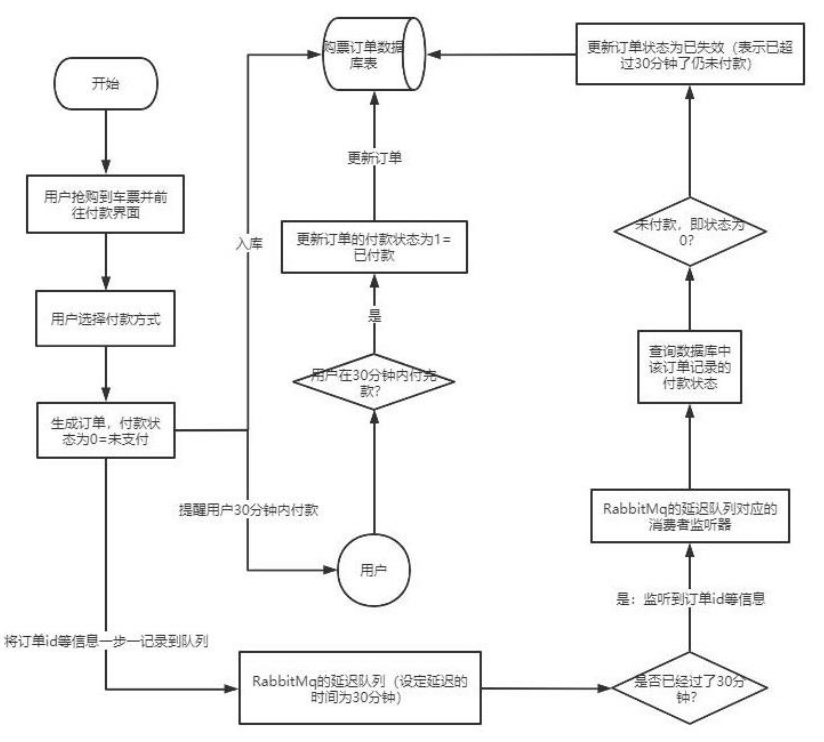 开始
用户抢购到车票并前
往付款界面
用户选择付款方式
生成订单，付款状
态为0=未支付
入库
提醒用户30分钟内付款
将订单id等信息一步一记录到队列
购票订单数据
库表
更新订单
更新订单的付款状态为1=
已付款
是
用户在30分钟内付完
款?
用户
RabbitMq的延迟队列（设定延迟的
时间为30分钟）
更新订单状态为已失效（表示已超
过30分钟了仍未付款）
未付款，即状态为
0?
查询数据库中
该订单记录的
付款状态
RabbitMq的延迟队列对应的
消费者监听器
是：监听到订单id等信息
是否已经过了30分
钟?